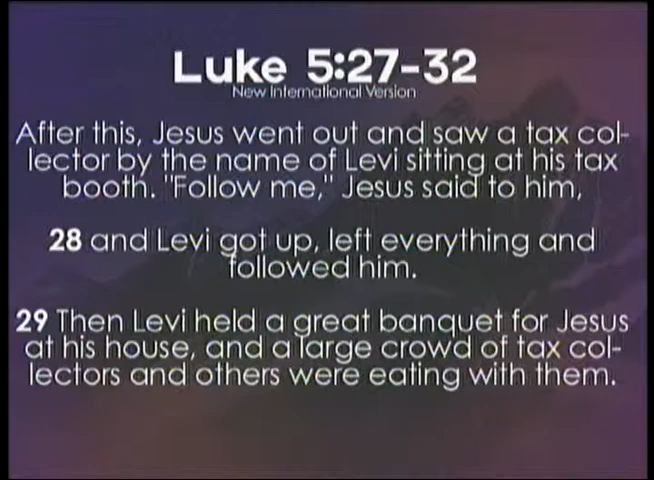 Luke 5:27-32
New International Version
After this, Jesus went out and saw a tax col-
lector by the name of Levi sitting at his tax
booth. "Follow me," Jesus said to him,
28 and Levi got up, left everything and
followed him.
29 Then Levi held a great banquet for Jesus
at his house, and a large crowd of tax col-
lectors and others were eating with them.